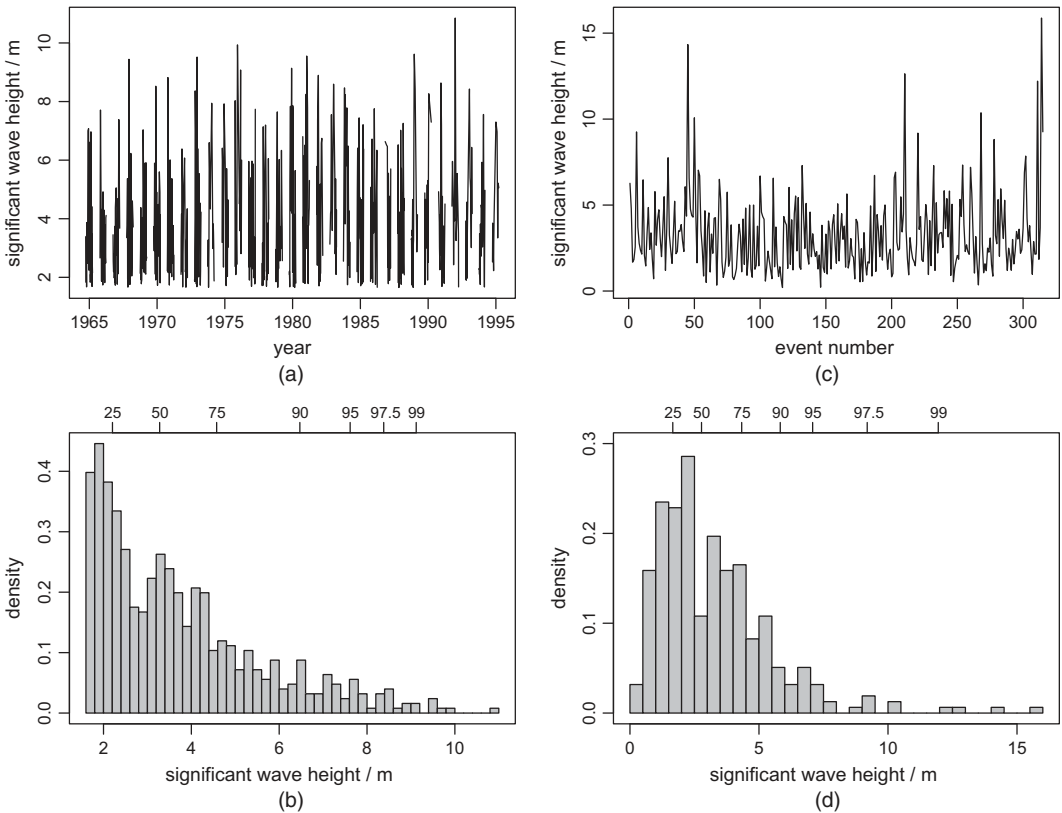 significant wave height / m
10
8
6
4
2
1965 1970 1975 1980 1985 1990 1995
year
(a)
significant wave height / m
15
10
5
0
0 50 100 150 200 250 300
event number
(c)
25 50 75 90 95 97.5 99
density
0.4
0.3
0.2
0.1
0.0
2 4 6 8 10
significant wave height / m
(b)
25 50 75 90 95 97.5 99
density
0.3
0.2
0.1
0.0
0 5 10 15
significant wave height / m
(d)